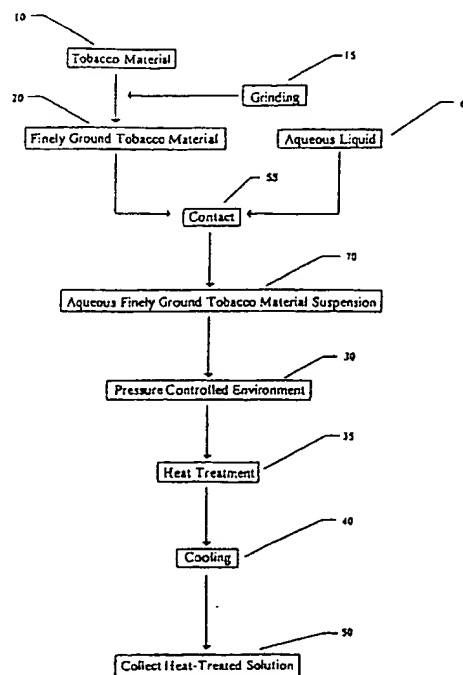 10
Tobacco Material
15
Grinding
20
Finely Ground Tobacco Material
Aqueous Liquid
55
Contact
70
Aqueous Finely Ground Tobacco Material Suspension
30
Pressure Controlled Environment
35
Heat Treatment
40
Cooling
50
Collect Heat-Treated Solution